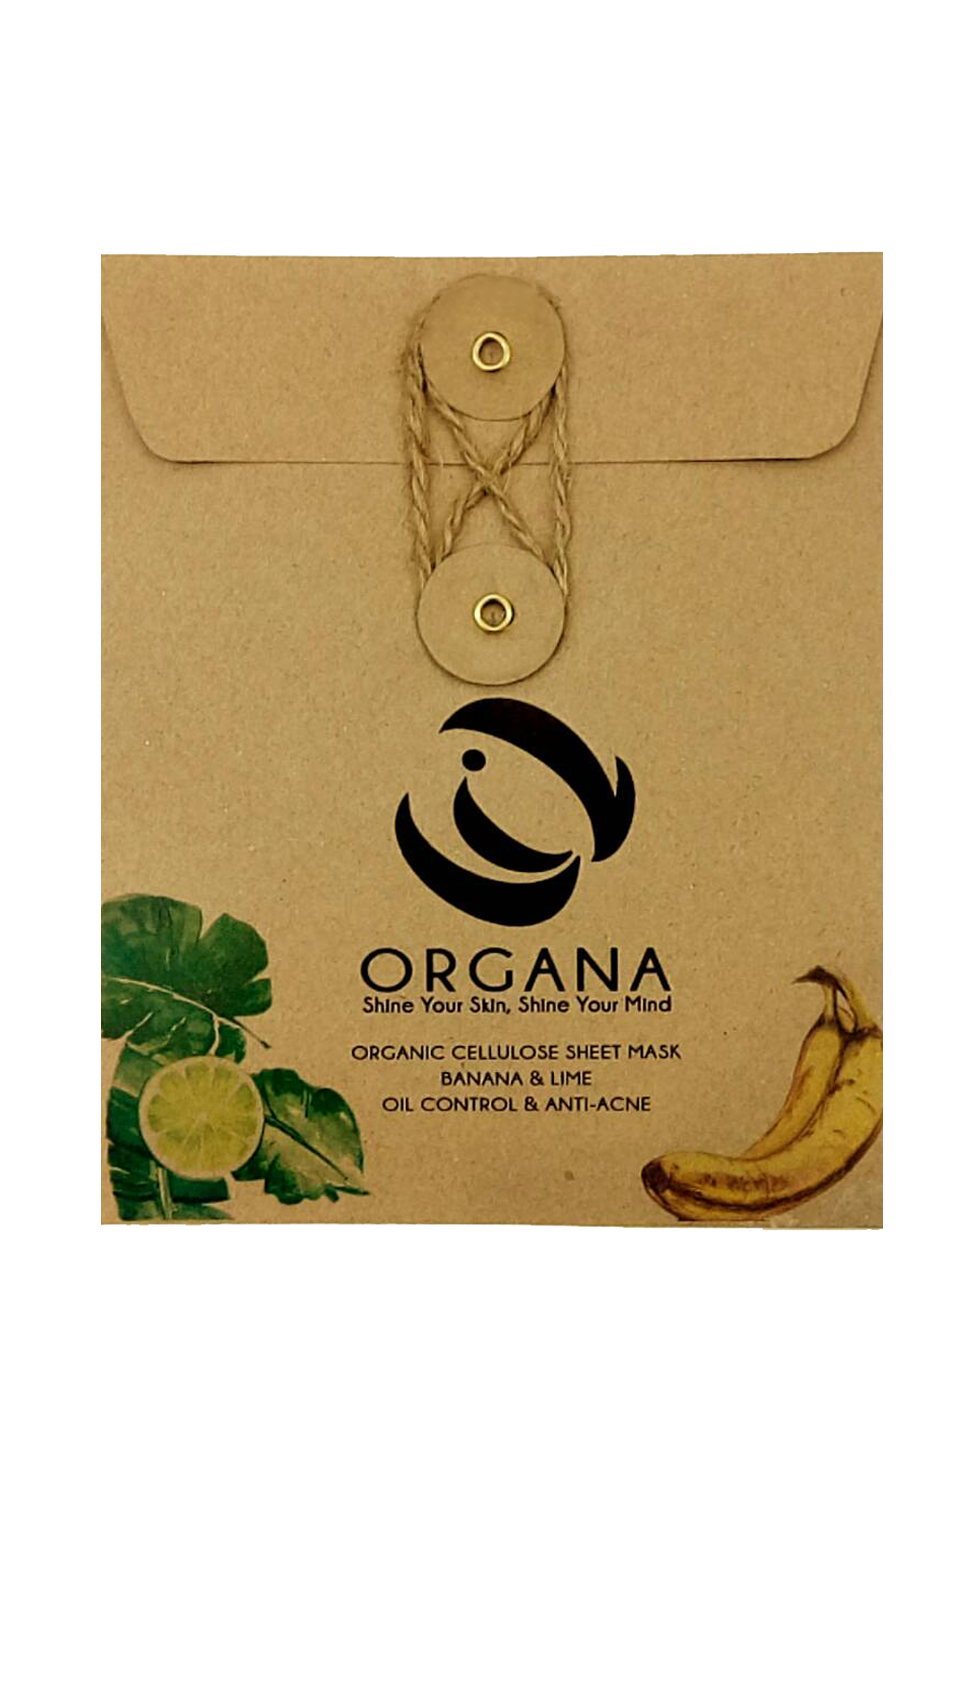 ORGANA
Shine Your Skin, Shine Your Mind
ORGANIC CELLULOSE SHEET MASK
BANANA & LIME
OIL CONTROL & ANTI-ACNE